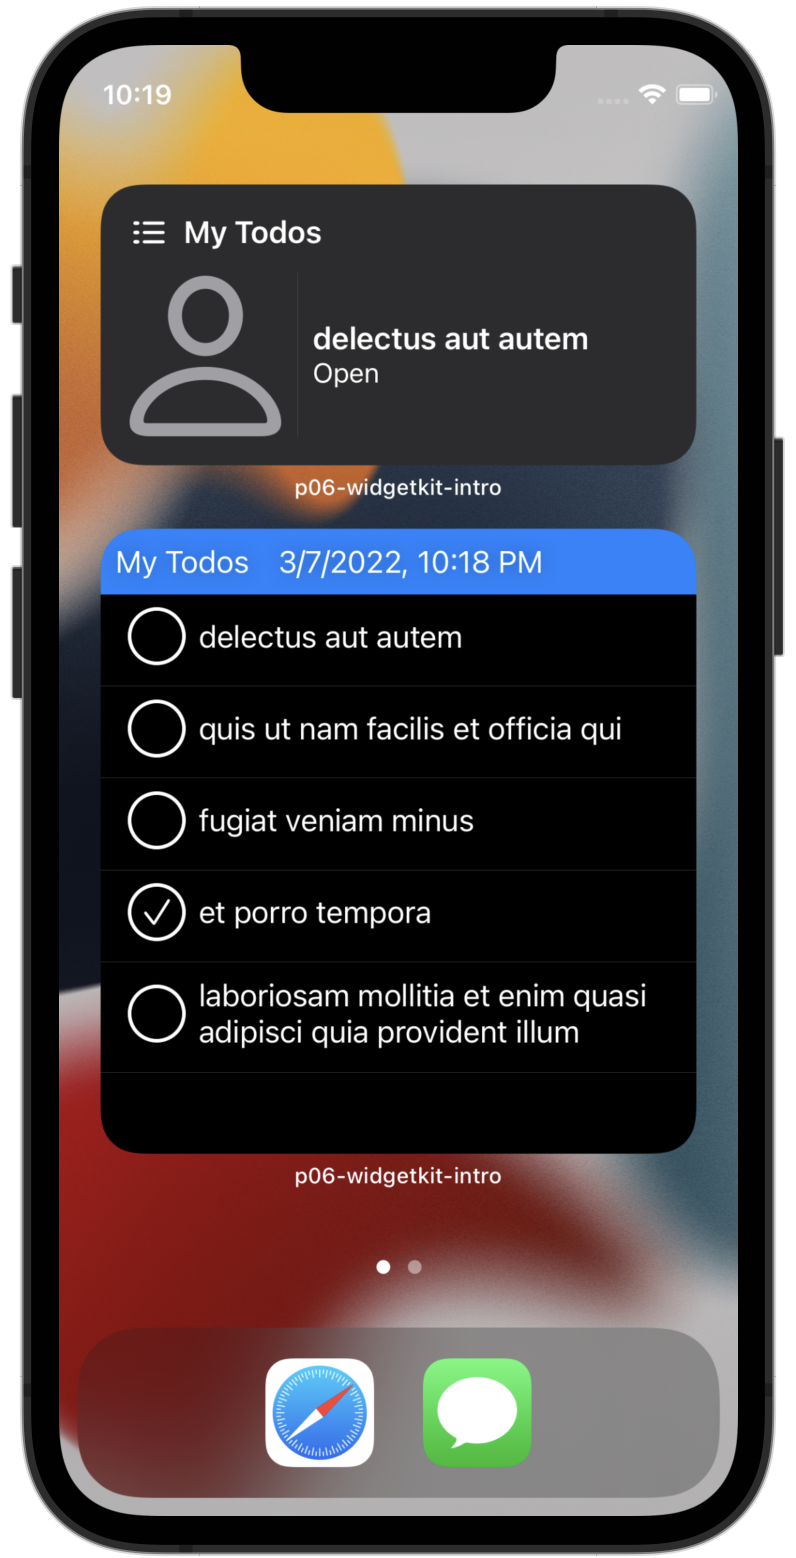 10:19
My Todos
delectus aut autem
Open
p06-widgetkit-intro
My Todos 3/7/2022, 10:18 PM
delectus aut autem
quis ut nam facilis et officia qui
fugiat veniam minus
et porro tempora
laboriosam mollitia et enim quasi
adipisci quia provident illum
p06-widgetkit-intro